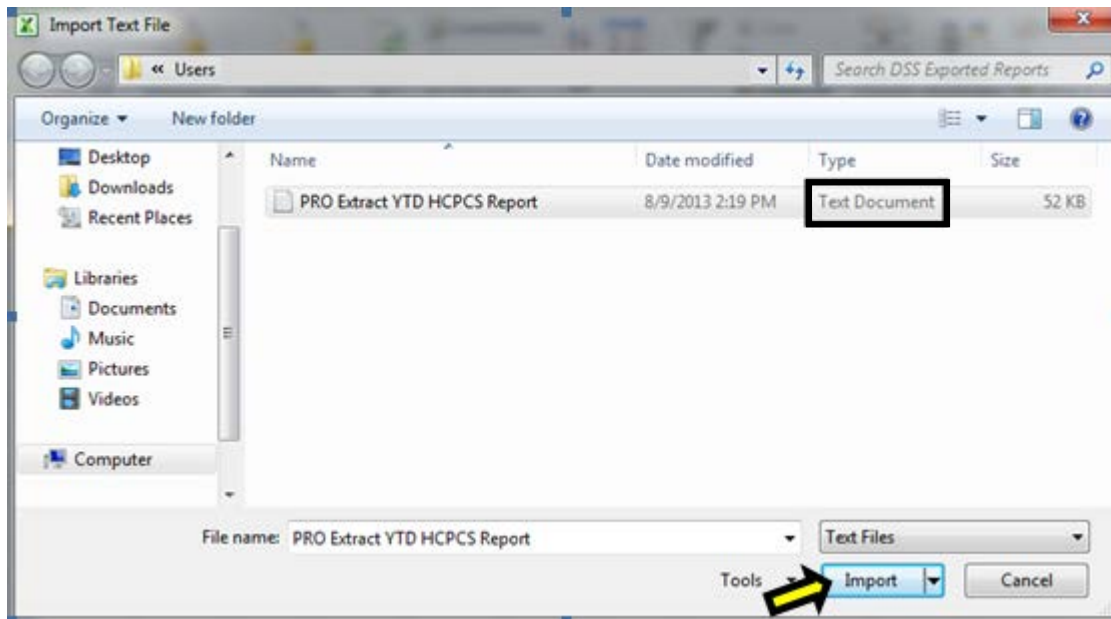 Import Text File
« Users
Search DSS Exported Reports
Organize
New folder
Name
Date modified
Type
Size
Desktop
Downloads
Recent Places
Libraries
Documents
Music
Pictures
Videos
Computer
PRO Extract YTD HCPCS Report
8/9/2013 2:19 PM
Text Document
52 KB
File name:
PRO Extract YTD HCPCS Report
Text Files
Tools
Import
Cancel